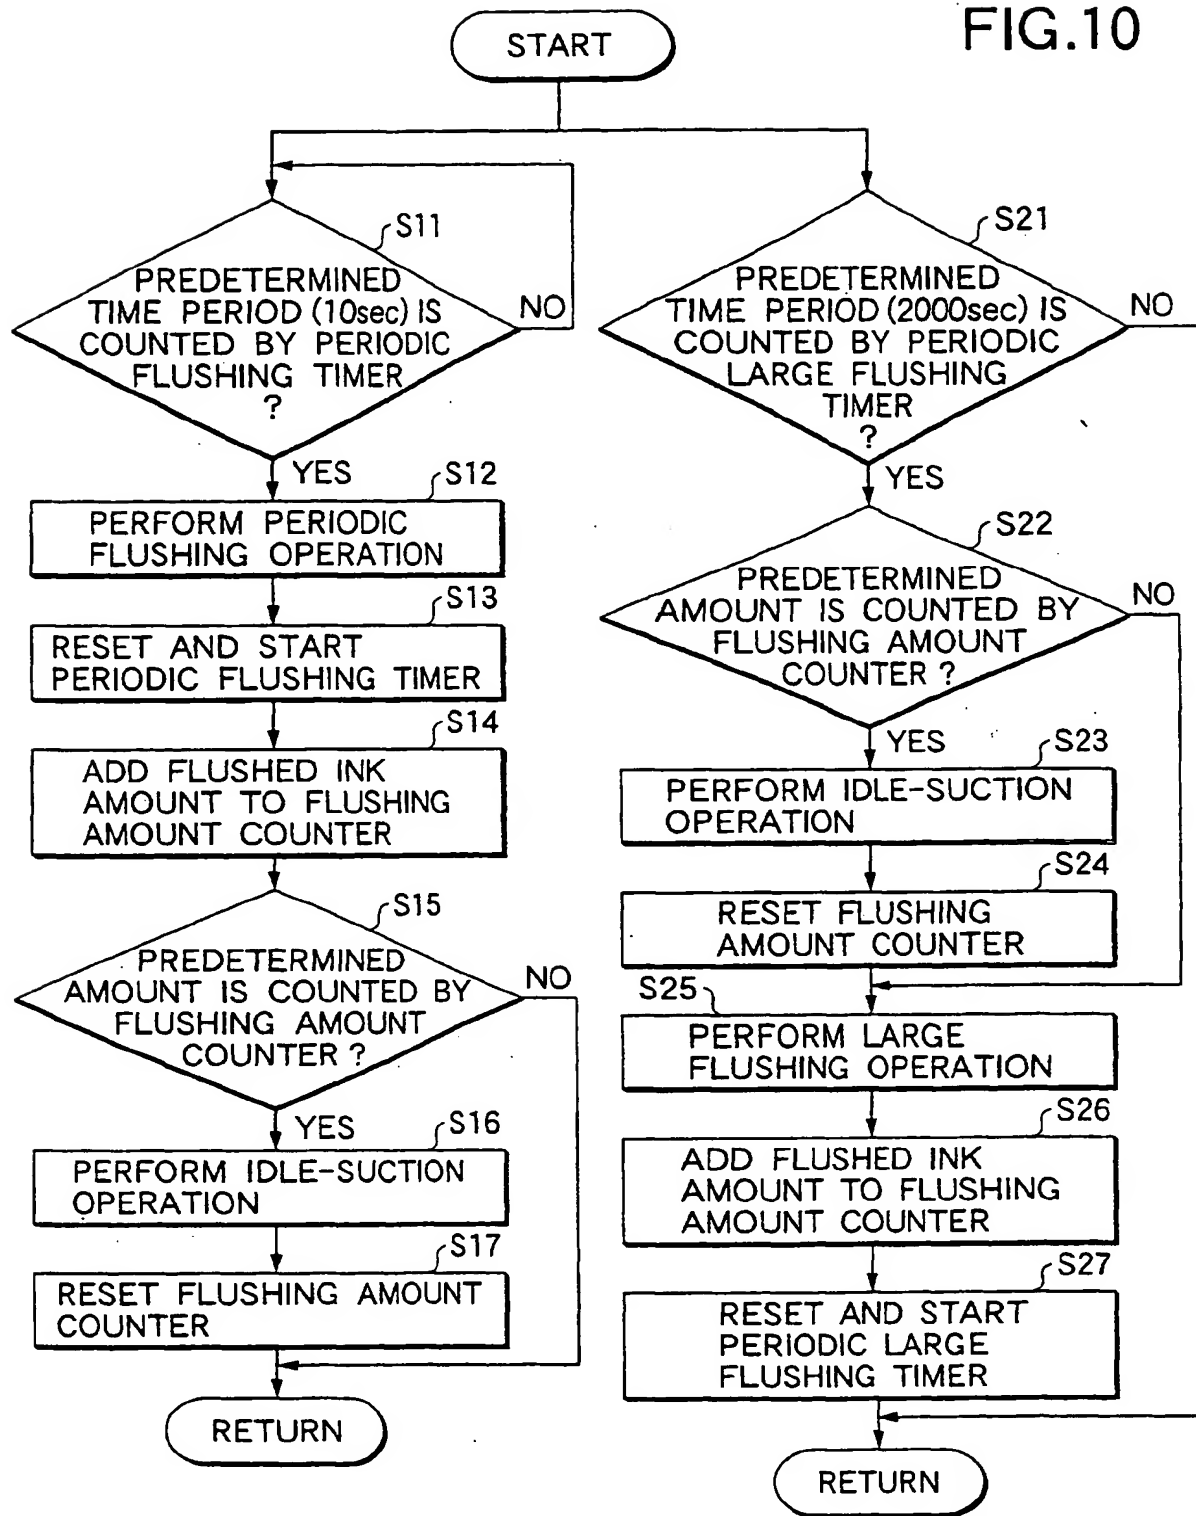 FIG.10
START
S11
PREDETERMINED
TIME PERIOD (10sec) IS
COUNTED BY PERIODIC
FLUSHING TIMER
?
NO
YES
S12
PERFORM PERIODIC
FLUSHING OPERATION
S13
RESET AND START
PERIODIC FLUSHING TIMER
S14
ADD FLUSHED INK
AMOUNT TO FLUSHING
AMOUNT COUNTER
S15
PREDETERMINED
AMOUNT IS COUNTED BY
FLUSHING AMOUNT
COUNTER ?
NO
YES
S16
PERFORM IDLE-SUCTION
OPERATION
S17
RESET FLUSHING AMOUNT
COUNTER
RETURN
S21
PREDETERMINED
TIME PERIOD (2000sec) IS
COUNTED BY PERIODIC
LARGE FLUSHING
TIMER
?
NO
YES
S22
PREDETERMINED
AMOUNT IS COUNTED BY
FLUSHING AMOUNT
COUNTER ?
NO
YES
S23
PERFORM IDLE-SUCTION
OPERATION
S24
RESET FLUSHING
AMOUNT COUNTER
S25
PERFORM LARGE
FLUSHING OPERATION
S26
ADD FLUSHED INK
AMOUNT TO FLUSHING
AMOUNT COUNTER
S27
RESET AND START
PERIODIC LARGE
FLUSHING TIMER
RETURN